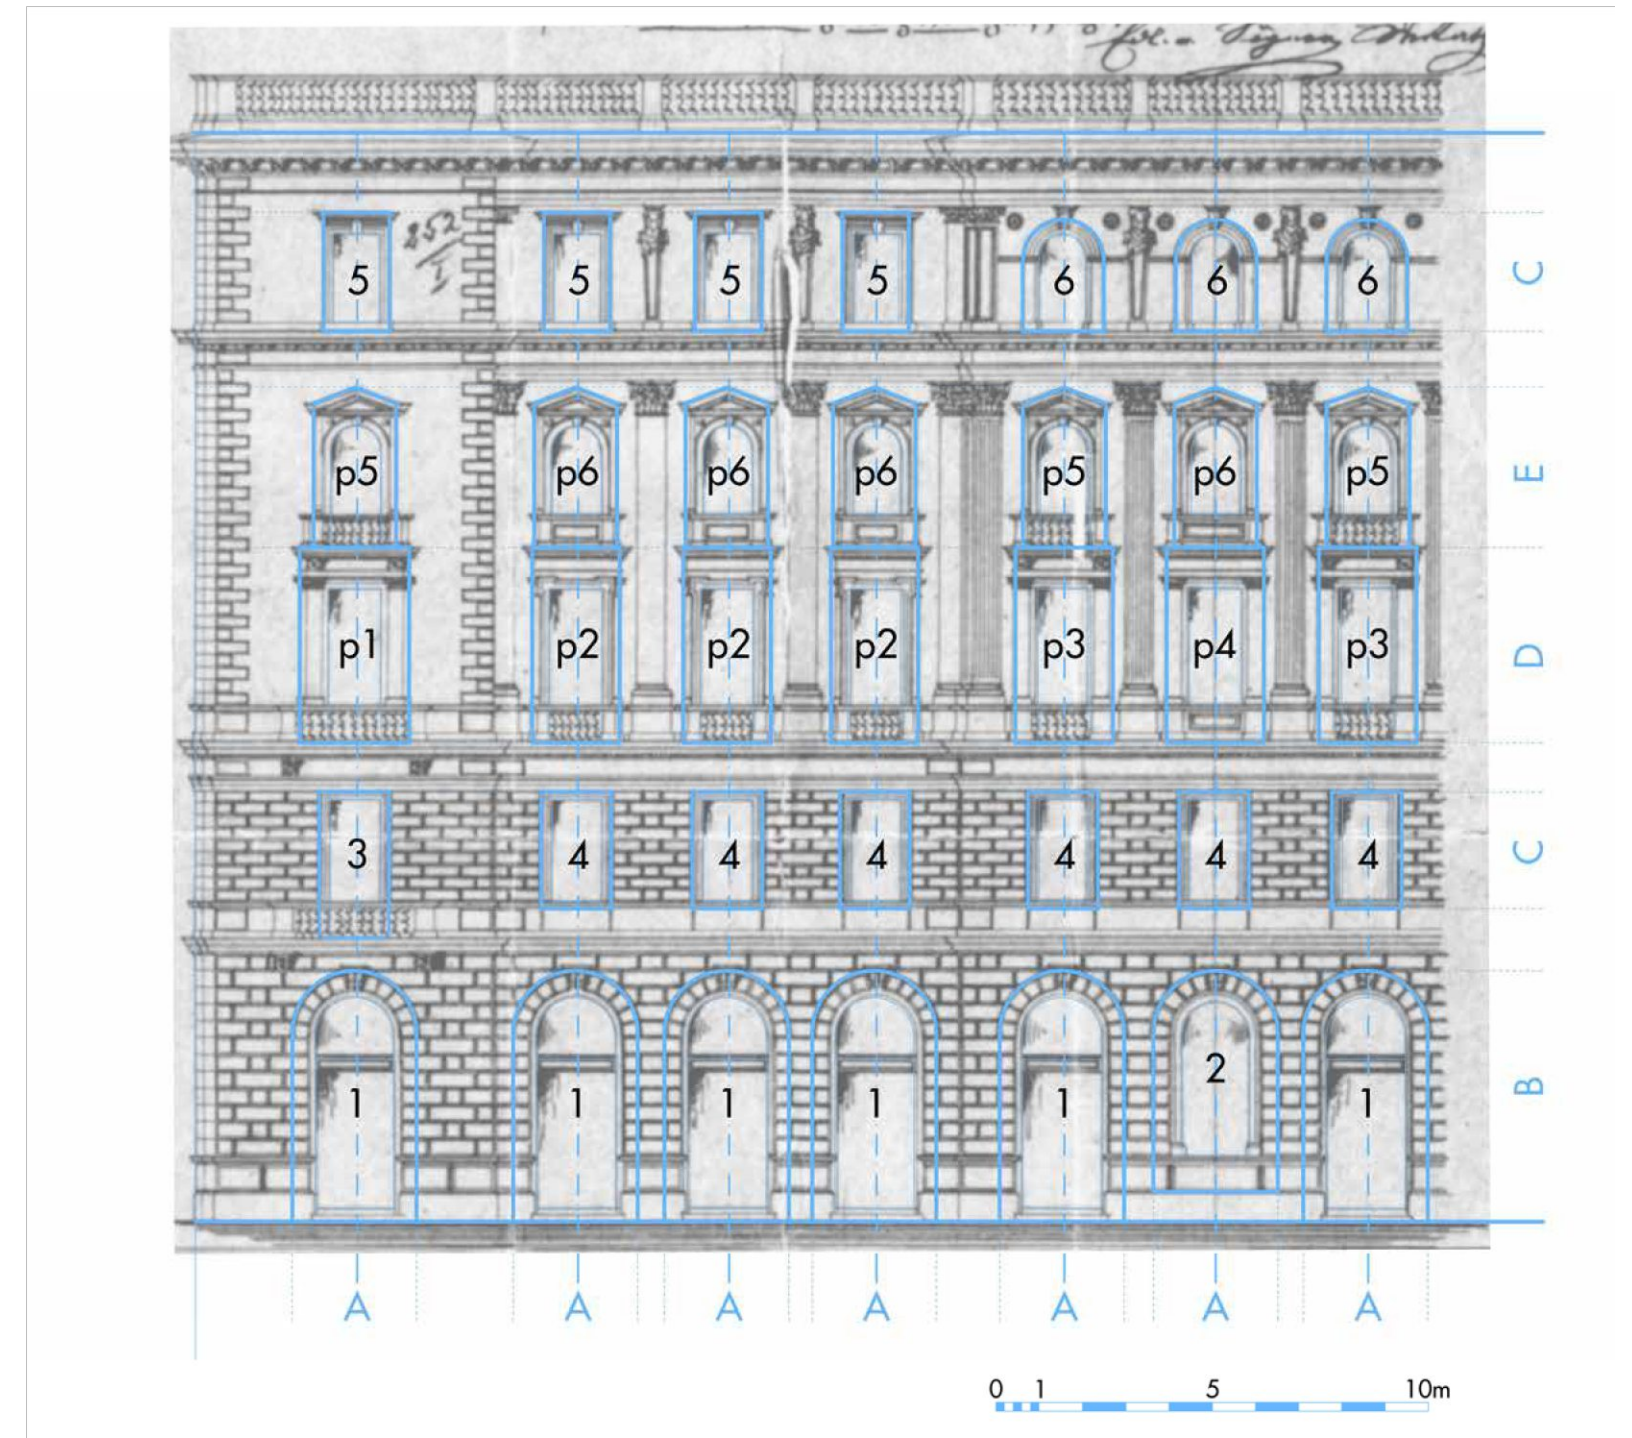 252
I
5 5 5 5 6 6 6
C
p5 p6 p6 p6 p5 p6 p5
E
p1 p2 p2 p2 p3 p4 p3
D
3 4 4 4 4 4 4
C
1 1 1 1 1 2 1
B
A A A A A A A
0 1 5 10m